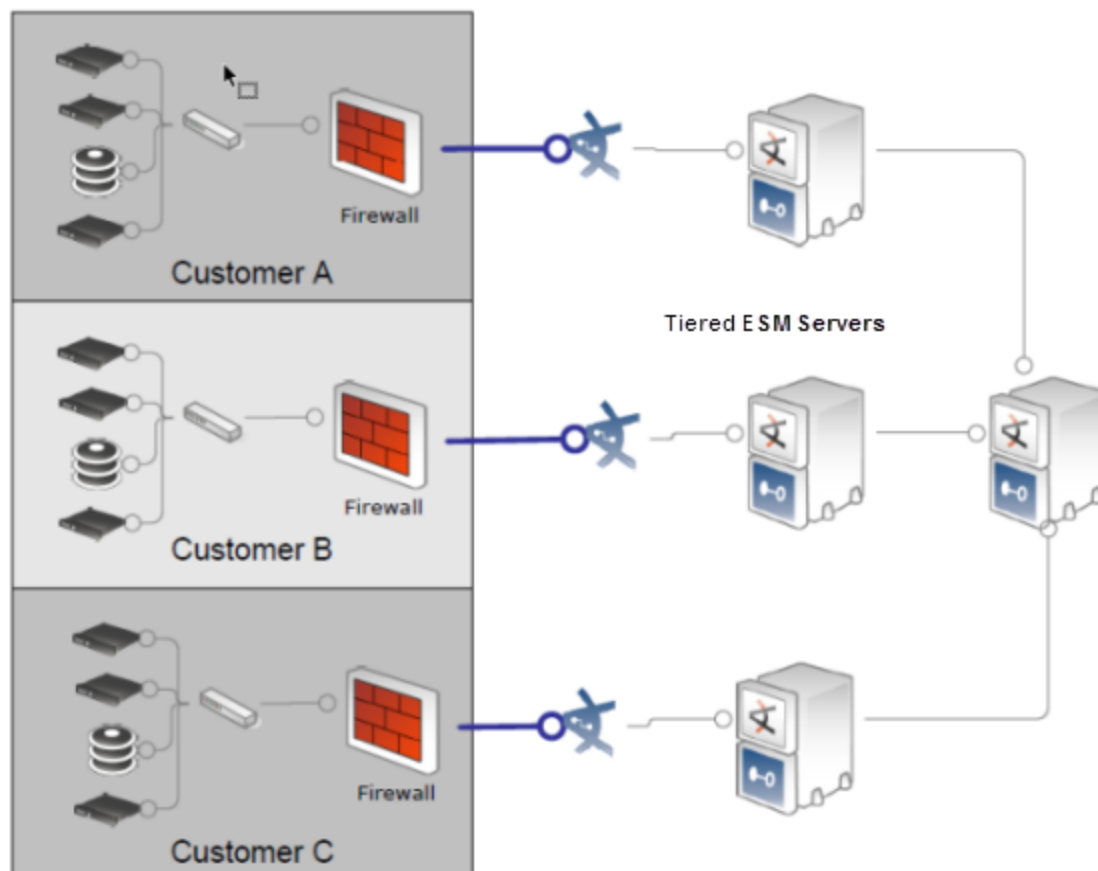 Firewall
Customer A
Tiered ESM Servers
Firewall
Customer B
Firewall
Customer C